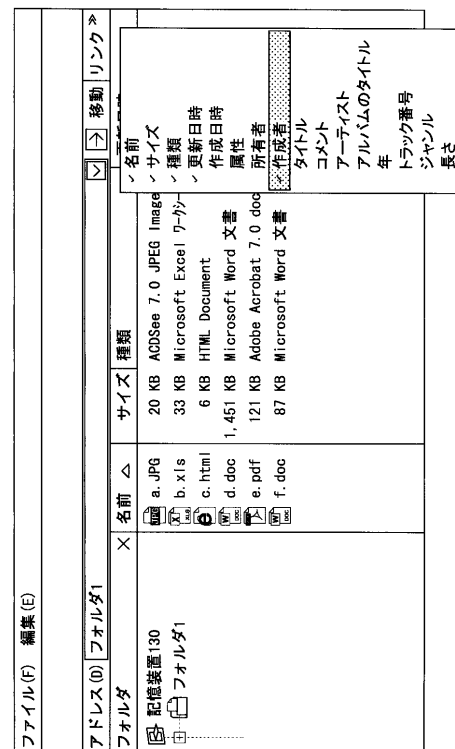 ファイル(F) 編集(E)
アドレス(D) フォルダ1 移動 リンク »
フォルダ ×
記憶装置130
フォルダ1
名前 △ サイズ 種類
a.JPG 20 KB ACDSee 7.0 JPEG Image
b.xls 33 KB Microsoft Excel ワークシー
c.html 6 KB HTML Document
d.doc 1,451 KB Microsoft Word 文書
e.pdf 121 KB Adobe Acrobat 7.0 doc
f.doc 87 KB Microsoft Word 文書
✓名前
✓サイズ
✓種類
✓更新日時
作成日時
属性
所有者
✓作成者
タイトル
コメント
アーティスト
アルバムのタイトル
年
トラック番号
ジャンル
長さ